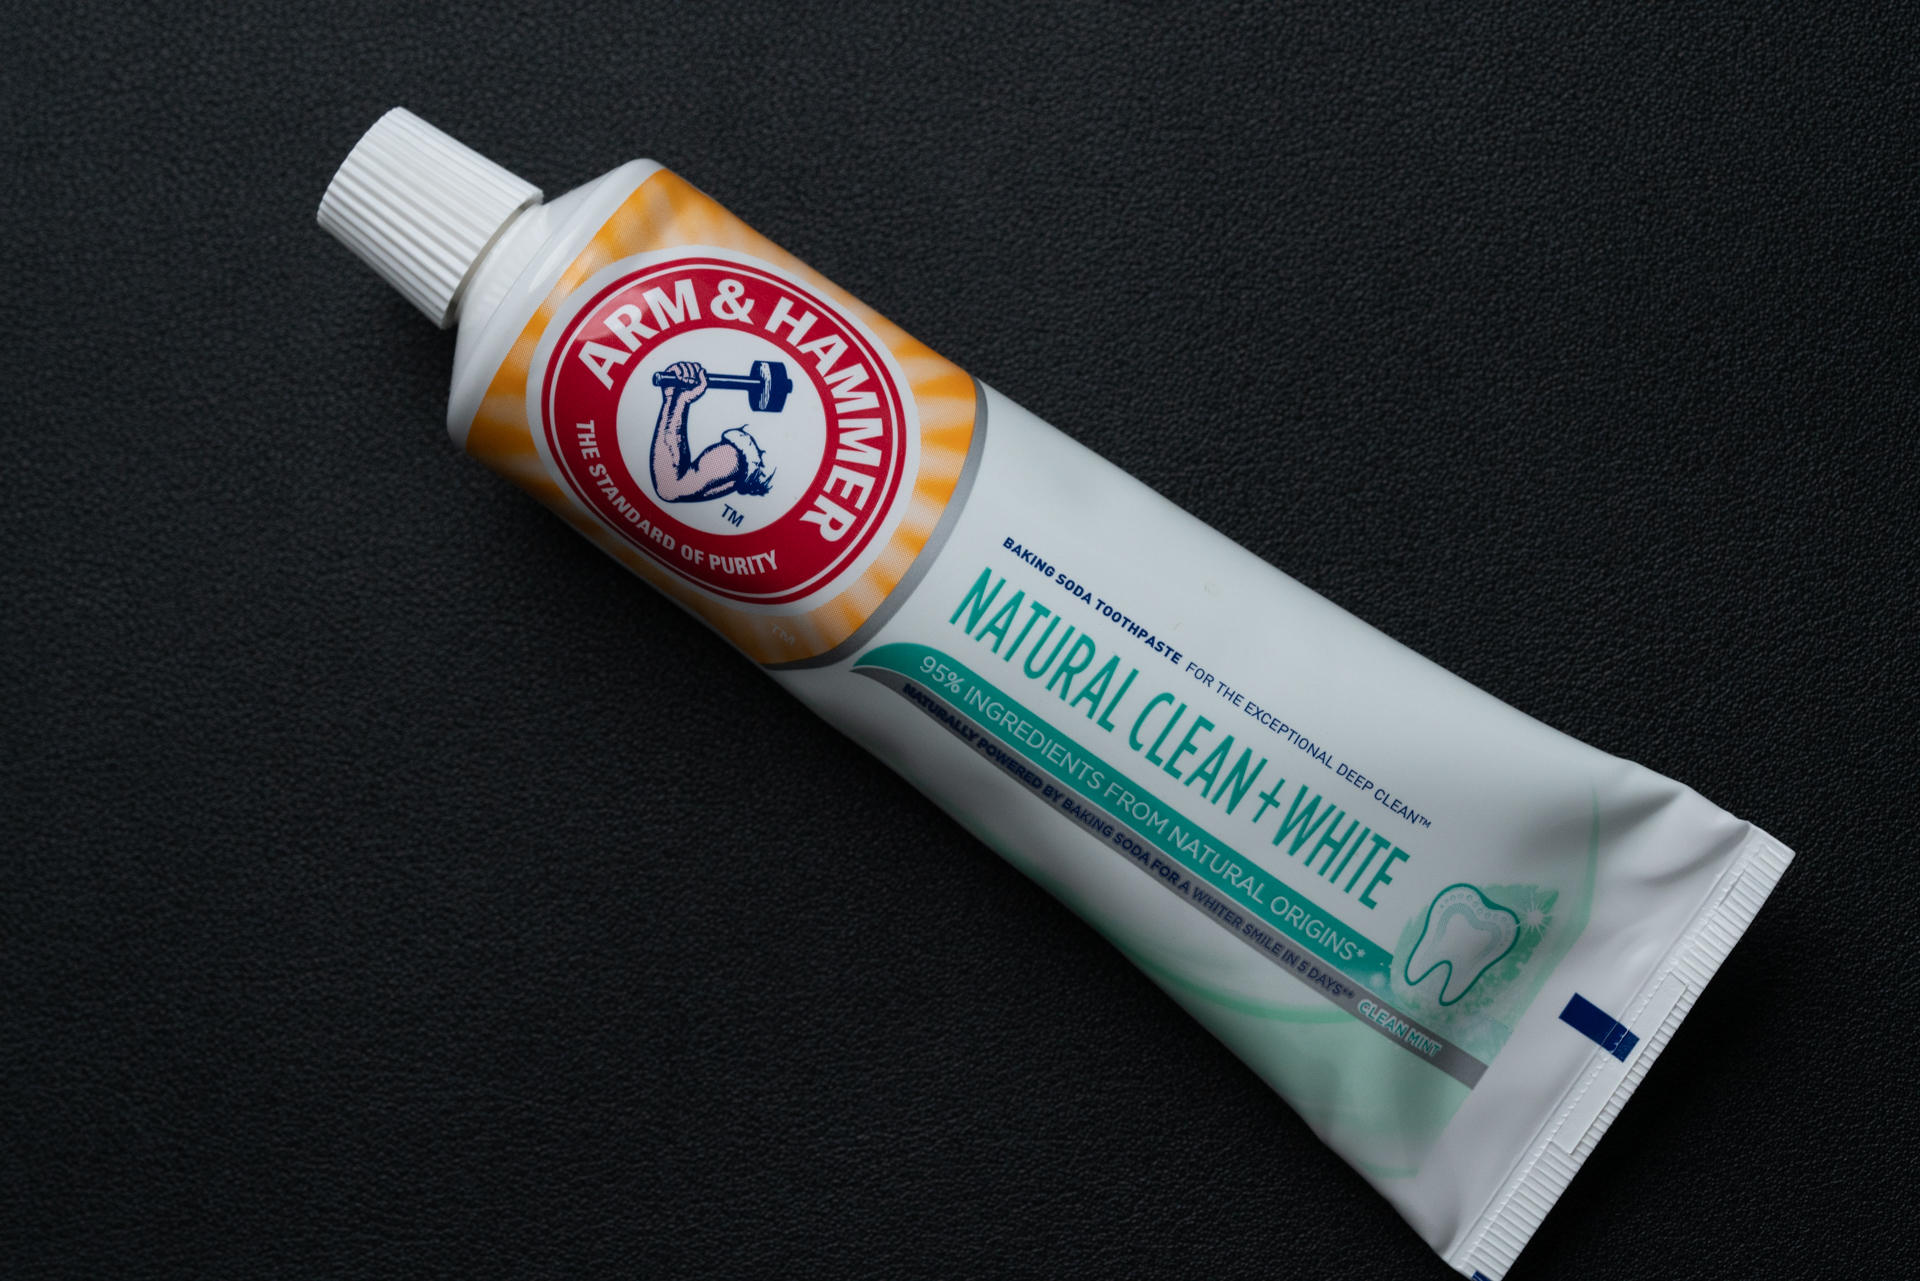 ARM & HAMMER
THE STANDARD OF PURITY
TM
TM
BAKING SODA TOOTHPASTE FOR THE EXCEPTIONAL DEEP CLEAN™
NATURAL CLEAN + WHITE
95% INGREDIENTS FROM NATURAL ORIGINS*
NATURALLY POWERED BY BAKING SODA FOR A WHITER SMILE IN 5 DAYS**
CLEAN MINT